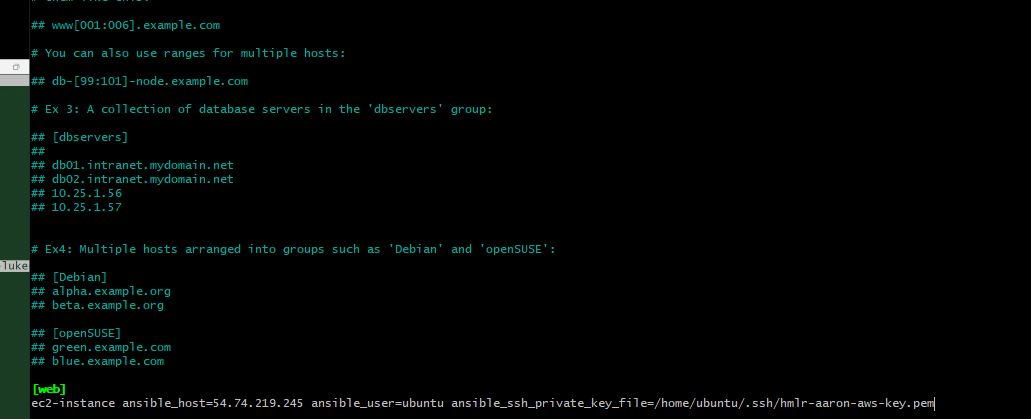 ## www[001:006].example.com
# You can also use ranges for multiple hosts:
## db-[99:101]-node.example.com
# Ex 3: A collection of database servers in the 'dbservers' group:
## [dbservers]
##
## db01.intranet.mydomain.net
## db02.intranet.mydomain.net
## 10.25.1.56
## 10.25.1.57
# Ex4: Multiple hosts arranged into groups such as 'Debian' and 'openSUSE':
luke
## [Debian]
## alpha.example.org
## beta.example.org
## [openSUSE]
## green.example.com
## blue.example.com
[web]
ec2-instance ansible_host=54.74.219.245 ansible_user=ubuntu ansible_ssh_private_key_file=/home/ubuntu/.ssh/hmlr-aaron-aws-key.pem